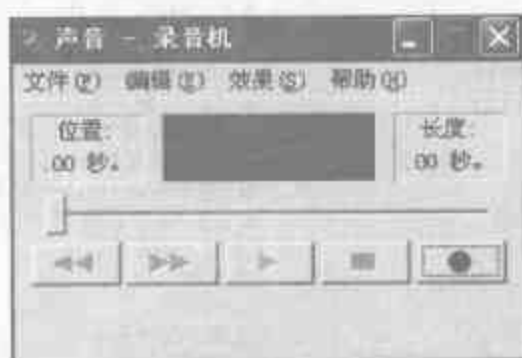 声音 - 录音机
文件(F) 编辑(E) 效果(S) 帮助(H)
位置:
.00 秒。
长度:
.00 秒。